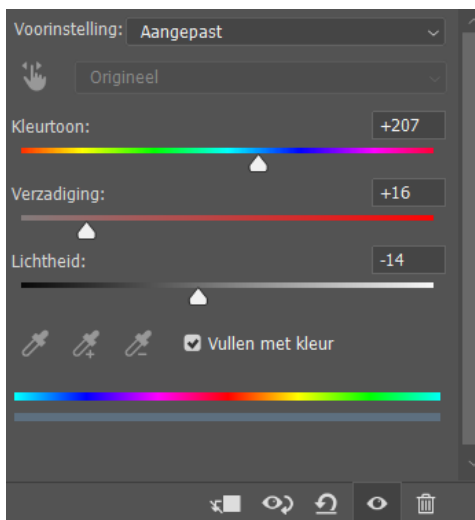 Voorinstelling: Aangepast
Origineel
Kleurtoon: +207
Verzadiging: +16
Lichtheid: -14
Vullen met kleur